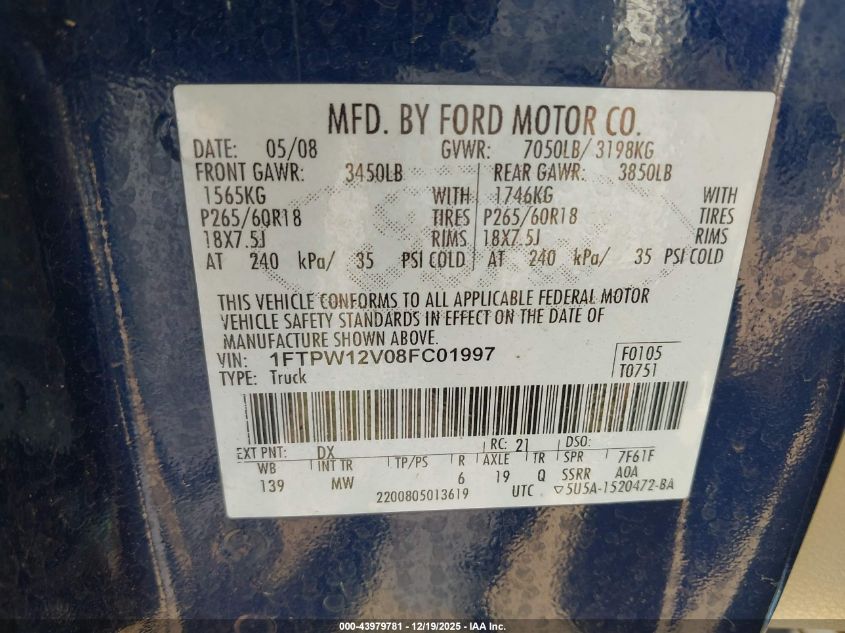 MFD. BY FORD MOTOR CO.
DATE: 05/08 GVWR: 7050LB/ 3198KG
FRONT GAWR: 3450LB REAR GAWR: 3850LB
1565KG WITH 1746KG WITH
P265/60R18 TIRES P265/60R18 TIRES
18X7.5J RIMS 18X7.5J RIMS
AT 240 kPa/ 35 PSI COLD AT 240 kPa/ 35 PSI COLD
THIS VEHICLE CONFORMS TO ALL APPLICABLE FEDERAL MOTOR
VEHICLE SAFETY STANDARDS IN EFFECT ON THE DATE OF
MANUFACTURE SHOWN ABOVE.
VIN: 1FTPW12V08FC01997 F0105
TYPE: Truck T0751
EXT PNT: DX RC: 21 DSO:
WB INT TR TP/PS R AXLE TR SPR 7F61F
139 MW 6 19 Q SSRR A0A
2200805013619 UTC ▽5U5A-1520472-BA
000-43979781 - 12/19/2025 - IAA Inc.